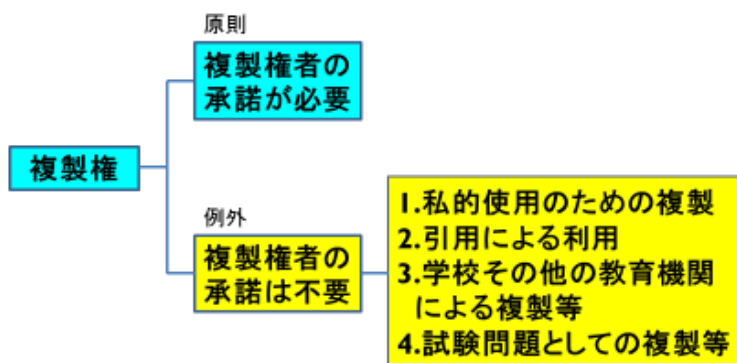 原則
複製権者の
承諾が必要
複製権
例外
複製権者の
承諾は不要
1.私的使用のための複製
2.引用による利用
3.学校その他の教育機関
による複製等
4.試験問題としての複製等